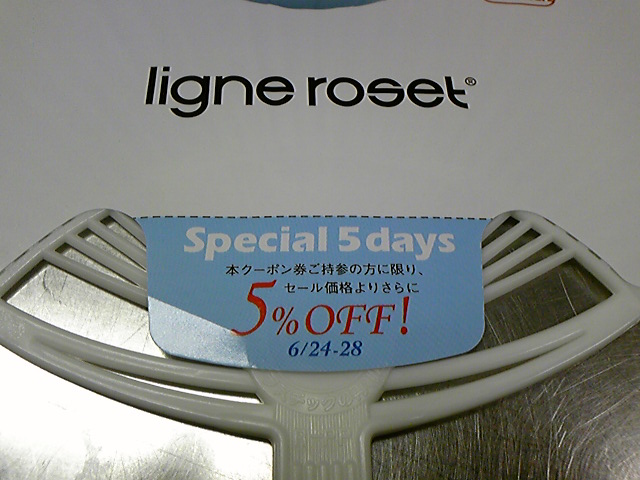 ligne roset®
Special 5days
本クーポン券ご持参の方に限り、
セール価格よりさらに
5%OFF!
6/24-28